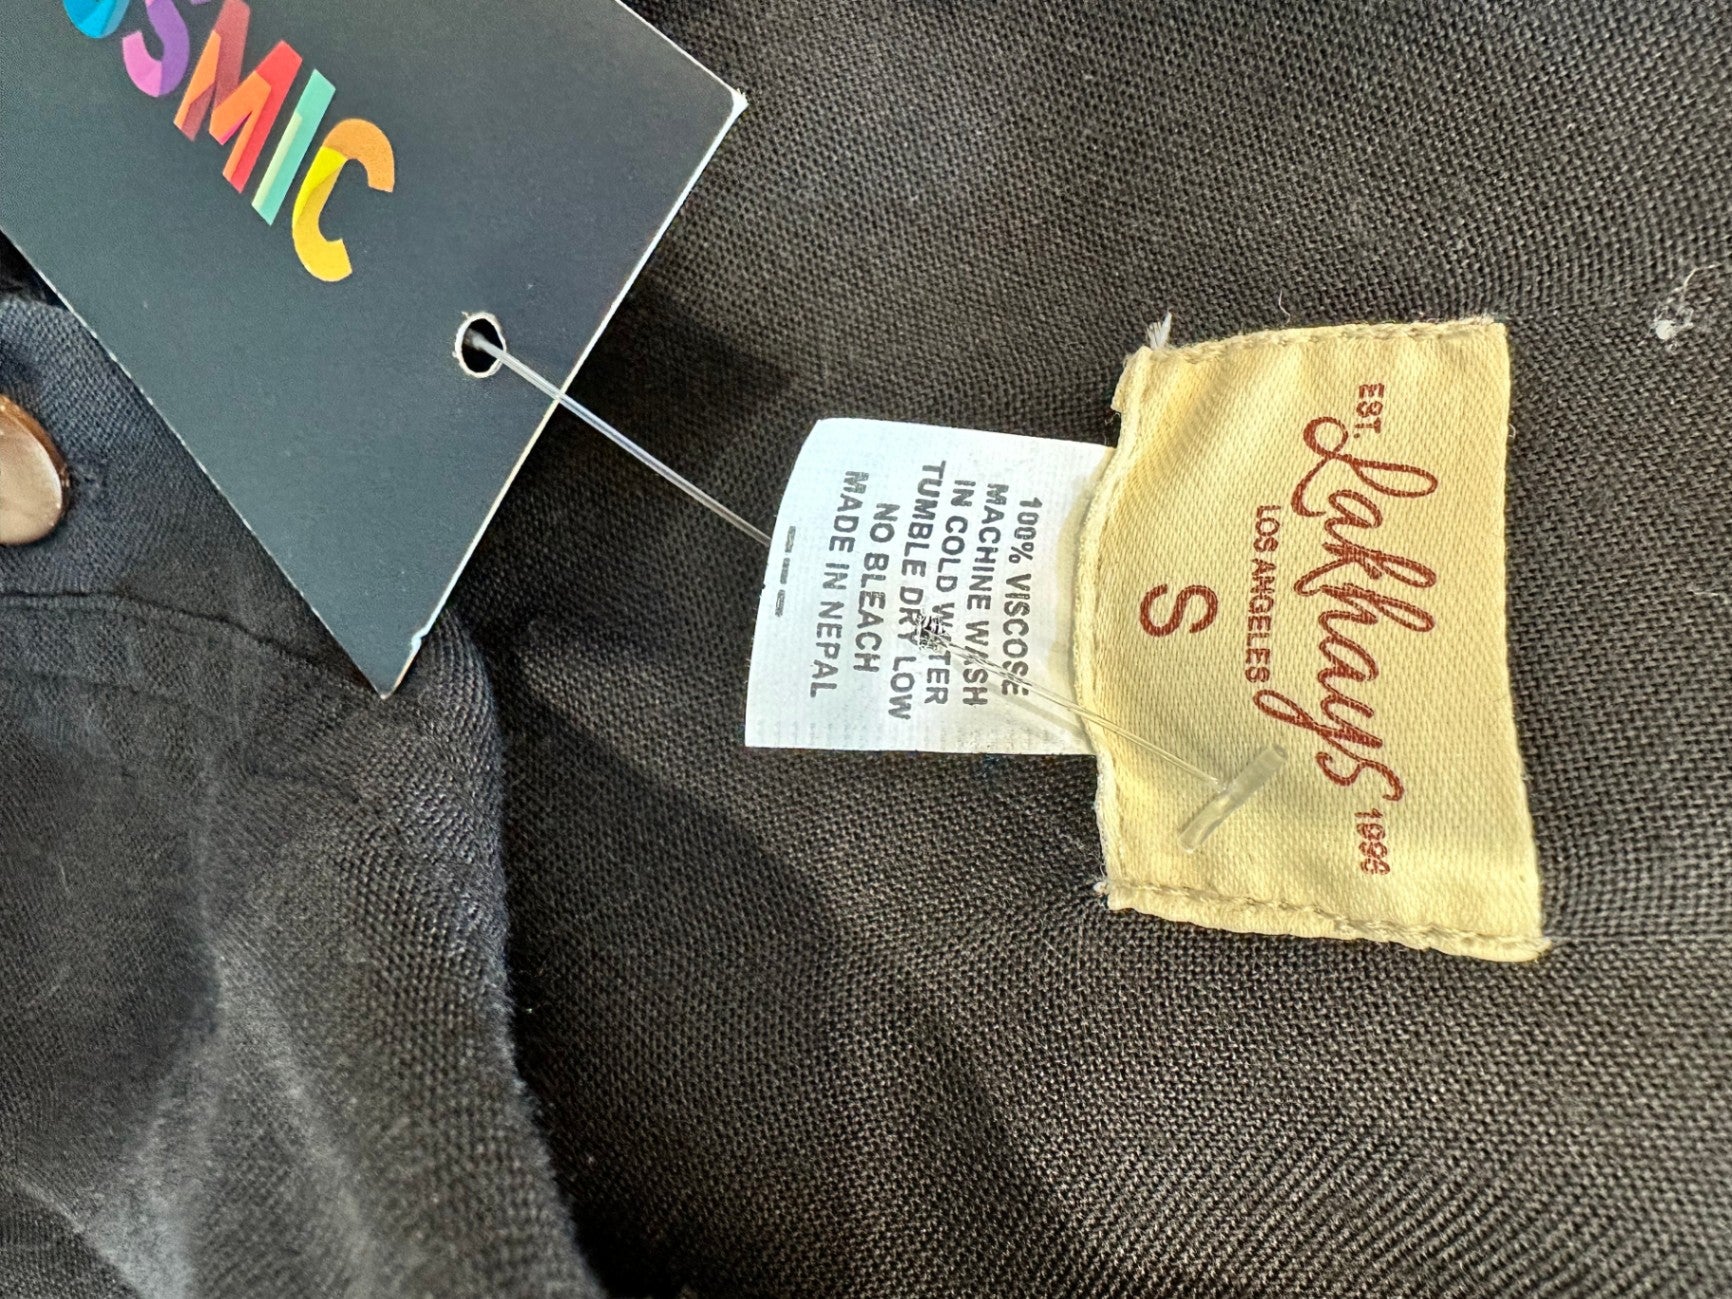 OSMIC
EST.
Lakhays
1996
LOS ANGELES
S
100% VISCOSE
MACHINE WASH
IN COLD WATER
TUMBLE DRY LOW
NO BLEACH
MADE IN NEPAL